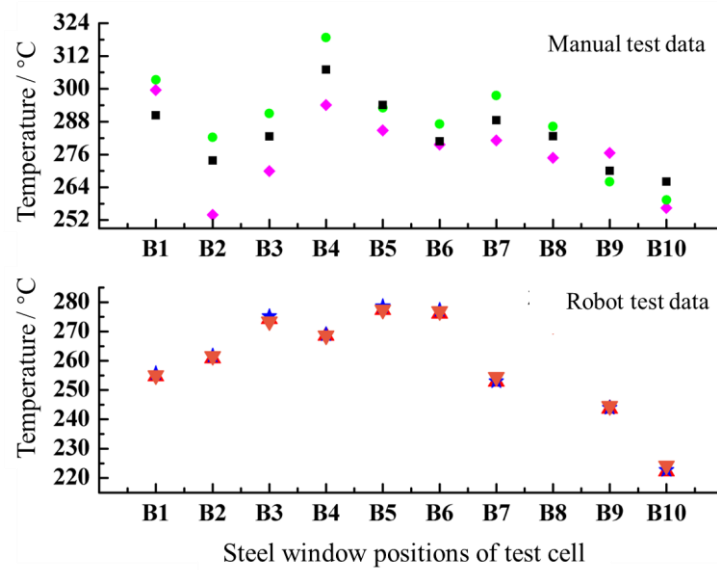 324
312
300
288
276
264
252
Temperature / °C
Manual test data
B1 B2 B3 B4 B5 B6 B7 B8 B9 B10
280
270
260
250
240
230
220
Temperature / °C
Robot test data
B1 B2 B3 B4 B5 B6 B7 B8 B9 B10
Steel window positions of test cell